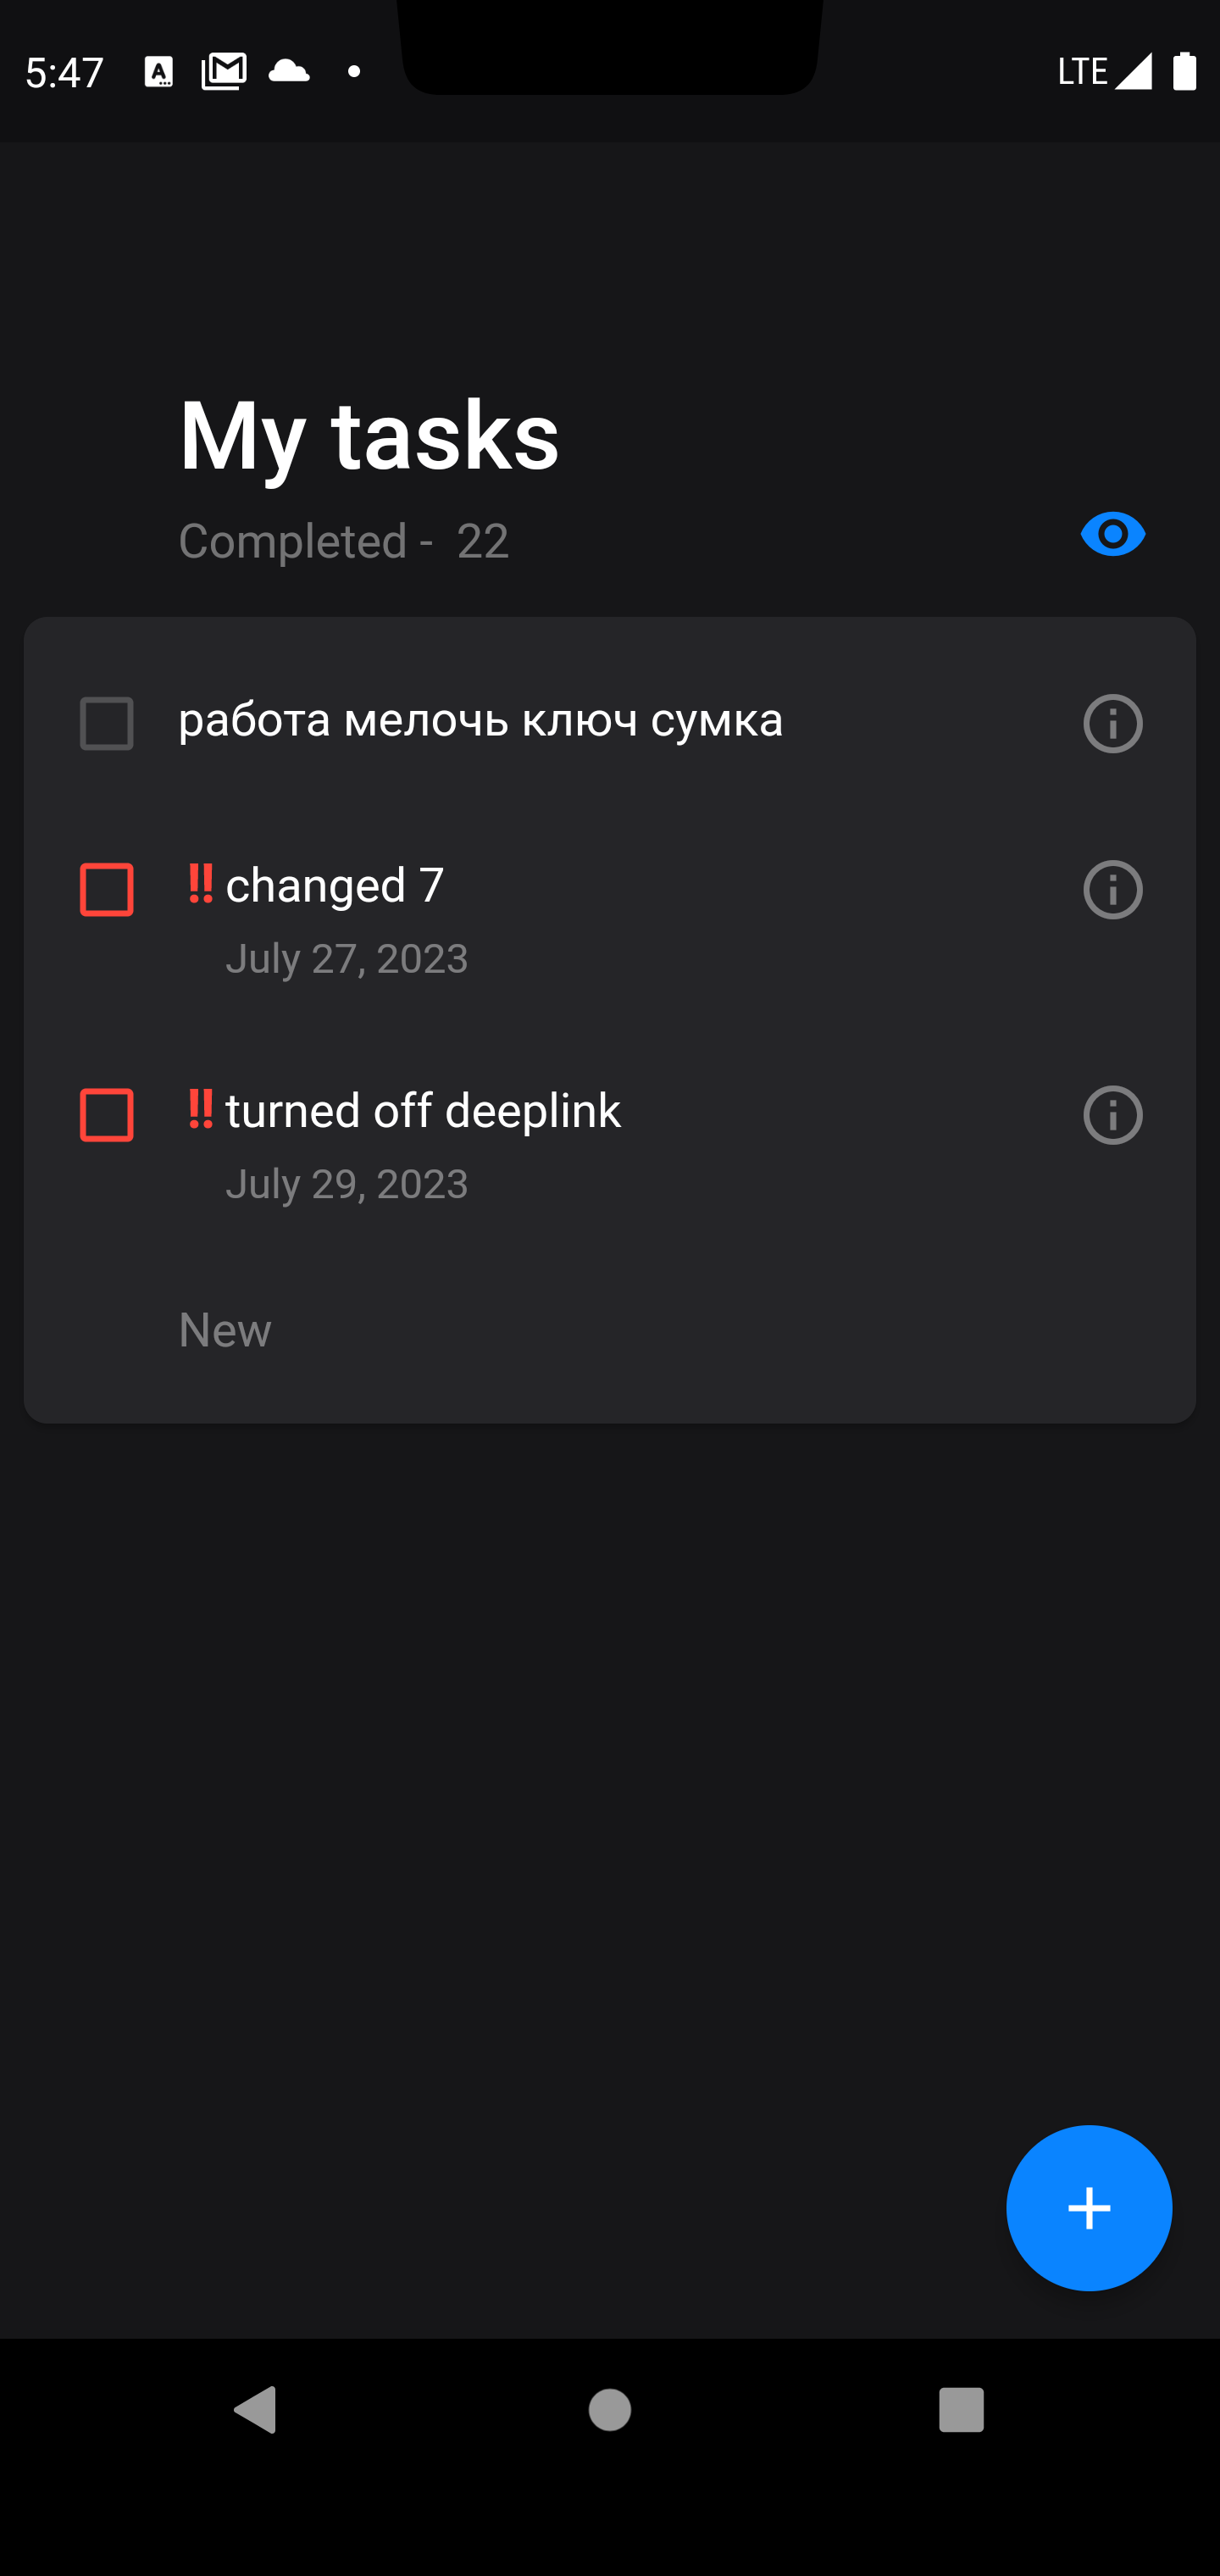 5:47
LTE
My tasks
Completed - 22
работа мелочь ключ сумка
!! changed 7
July 27, 2023
!! turned off deeplink
July 29, 2023
New